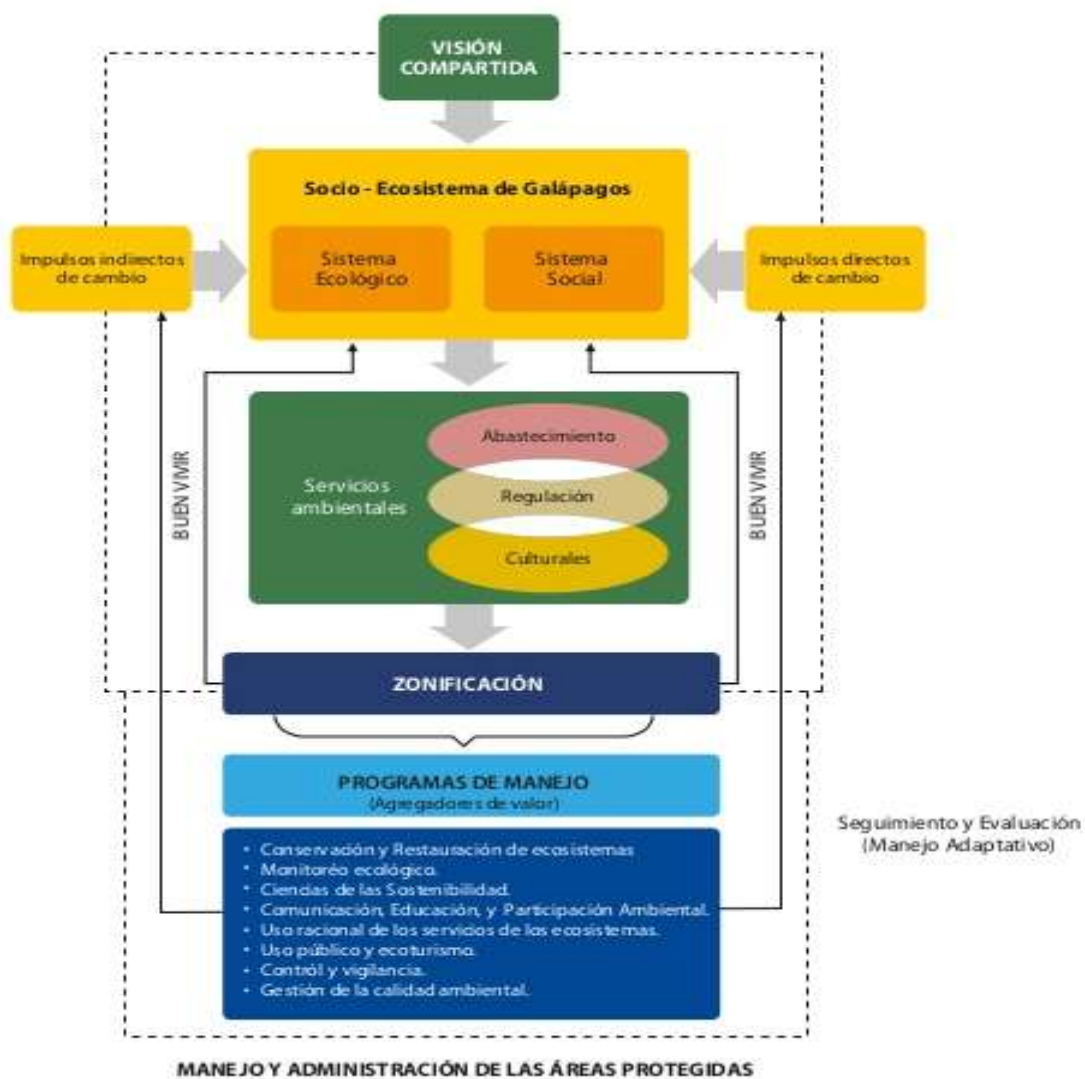 VISIÓN
COMPARTIDA
Socio - Ecosistema de Galápagos
Impulsos indirectos
de cambio
Sistema
Ecológico
Sistema
Social
Impulsos directos
de cambio
BUEN VIVIR
Servicios
ambientales
Abastecimiento
Regulación
Culturales
BUEN VIVIR
ZONIFICACIÓN
PROGRAMAS DE MANEJO
(Agregadores de valor)
• Conservación y Restauración de ecosistemas
• Monitoréo ecológico.
• Ciencias de las Sostenibilidad.
• Comunicación, Educación, y Participación Ambiental.
• Uso racional de los servicios de los ecosistemas.
• Uso público y ecoturismo.
• Contról y vigilancia.
• Gestión de la calidad ambiental.
Seguimiento y Evaluación
(Manejo Adaptativo)
MANEJO Y ADMINISTRACIÓN DE LAS ÁREAS PROTEGIDAS